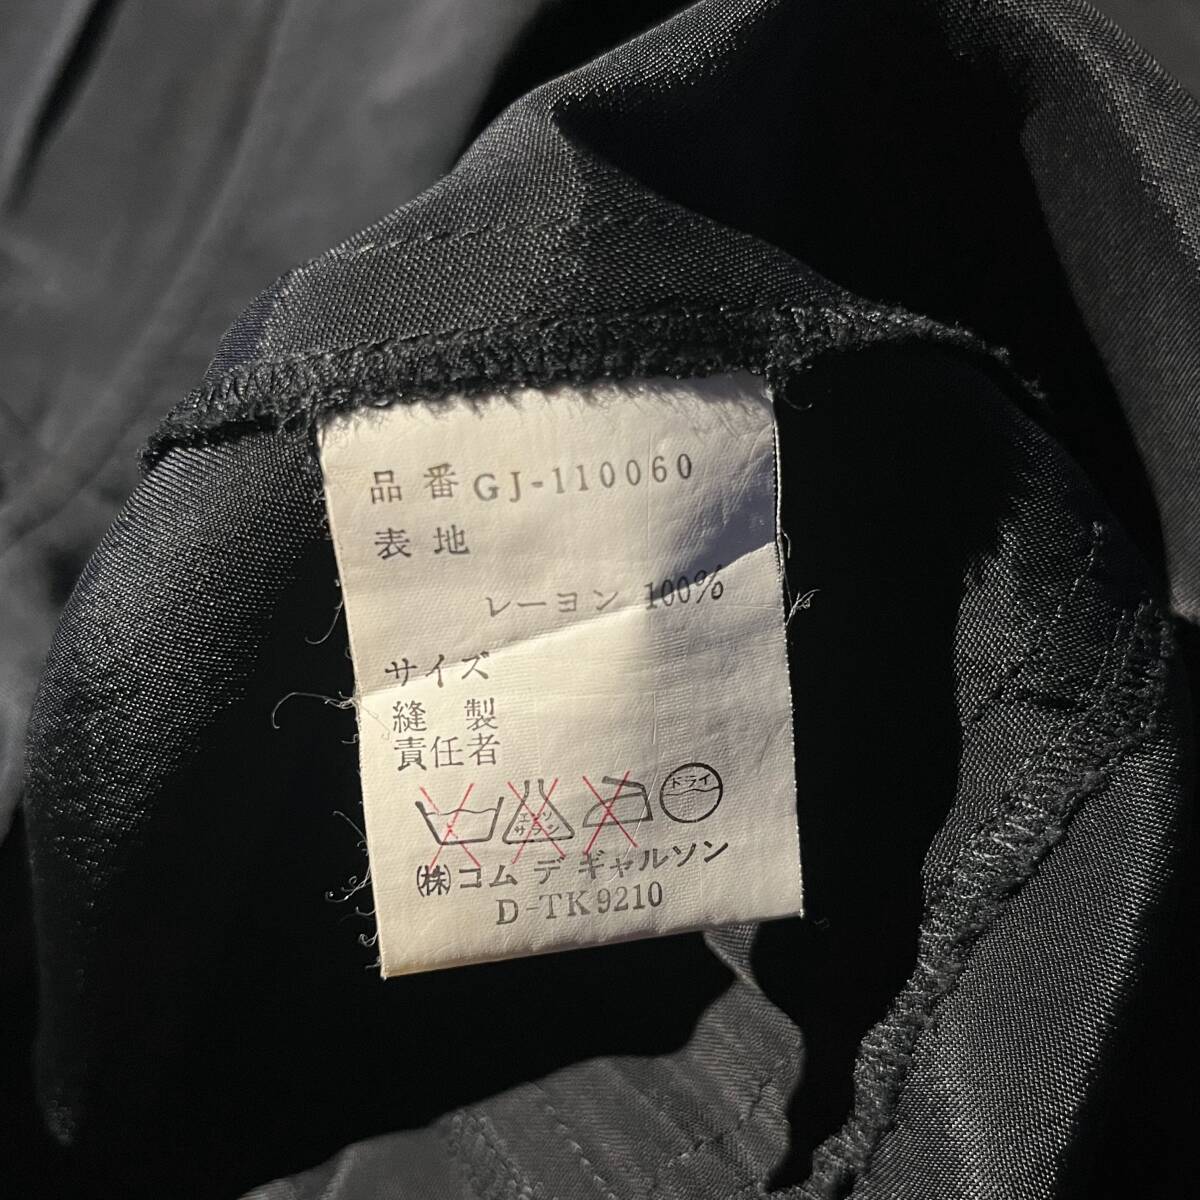 品番 GJ-110060
表地
レーヨン 100%
サイズ
縫製
責任者
エンソ
サラシ
ドライ
㈱コム デ ギャルソン
D-TK9210